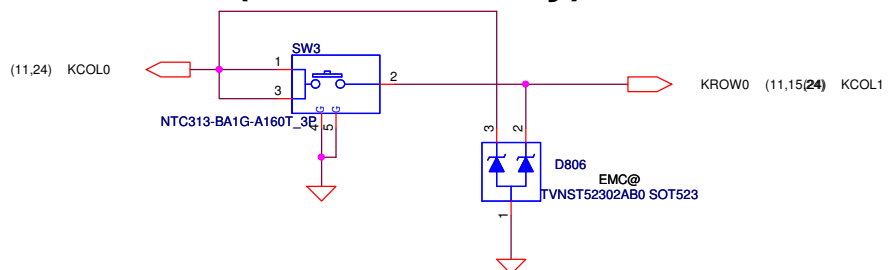 SW3
(11,24) KCOL0
1
2
3
KROW0 (11,15,24) KCOL1
G G
4 5
NTC313-BA1G-A160T_3P
3 2
D806
EMC@
TVNST52302AB0 SOT523
1